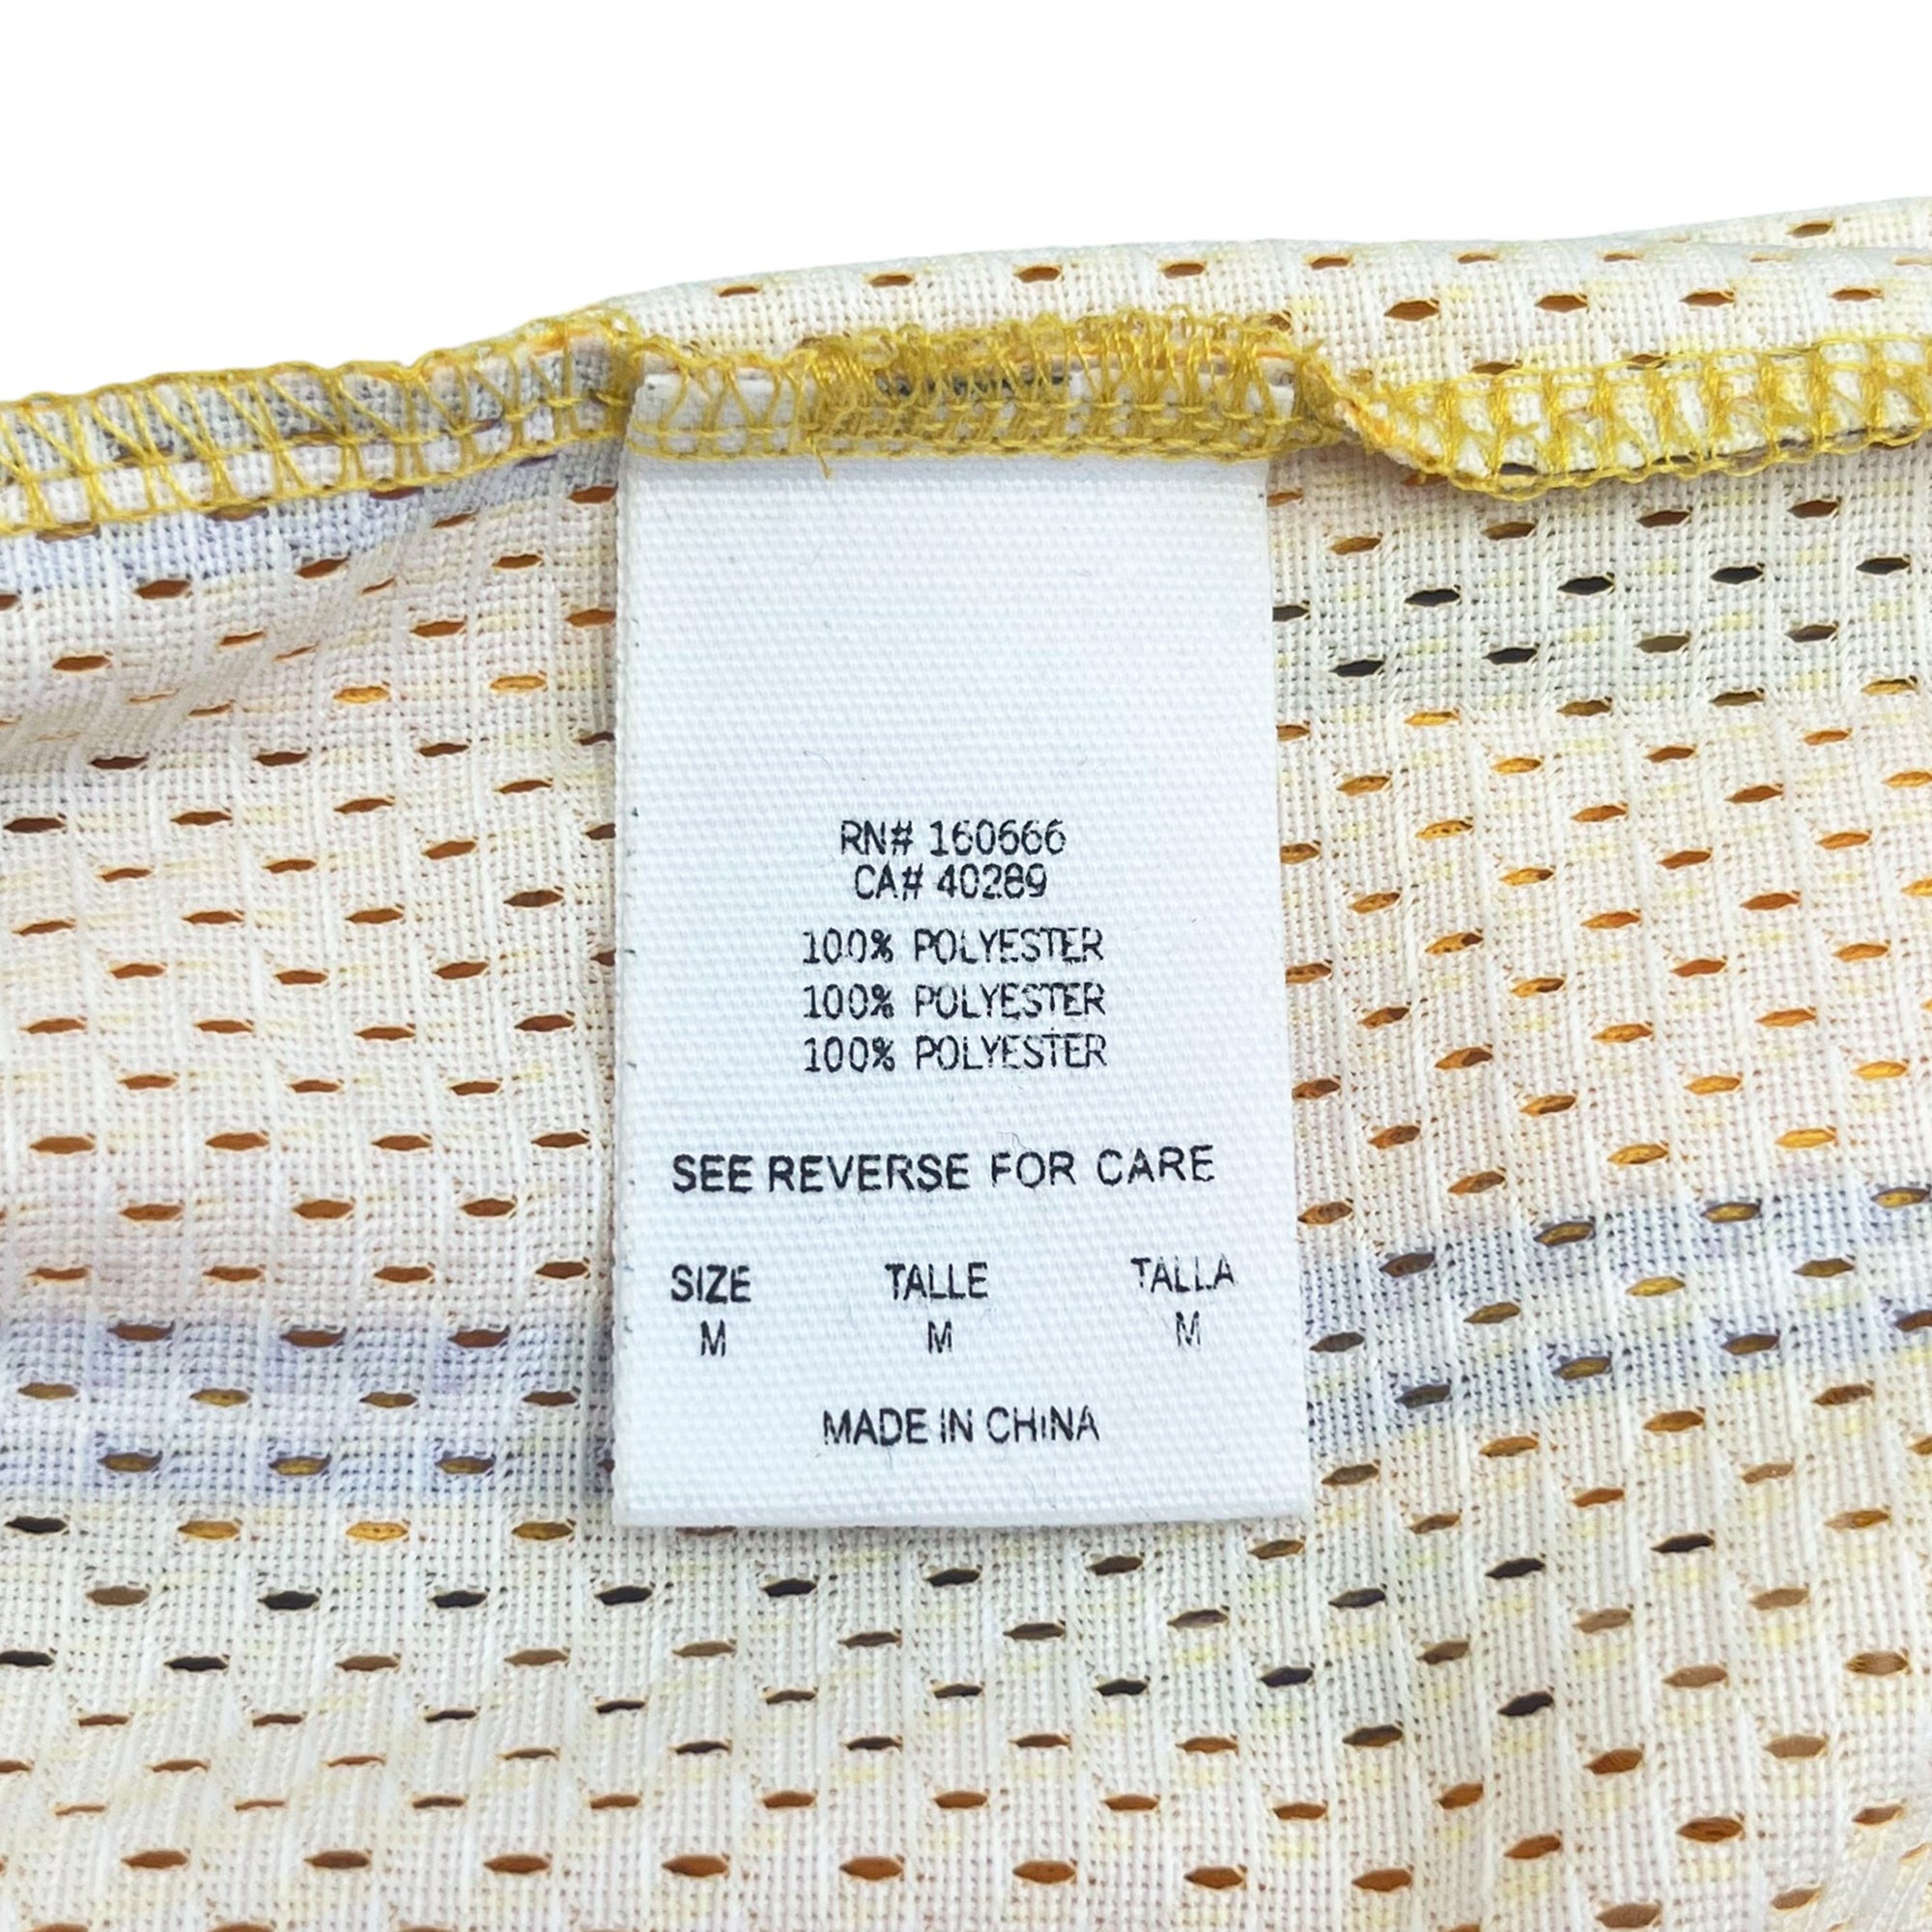 RN# 160666
CA# 40289
100% POLYESTER
100% POLYESTER
100% POLYESTER
SEE REVERSE FOR CARE
SIZE TALLE TALLA
M M M
MADE IN CHINA